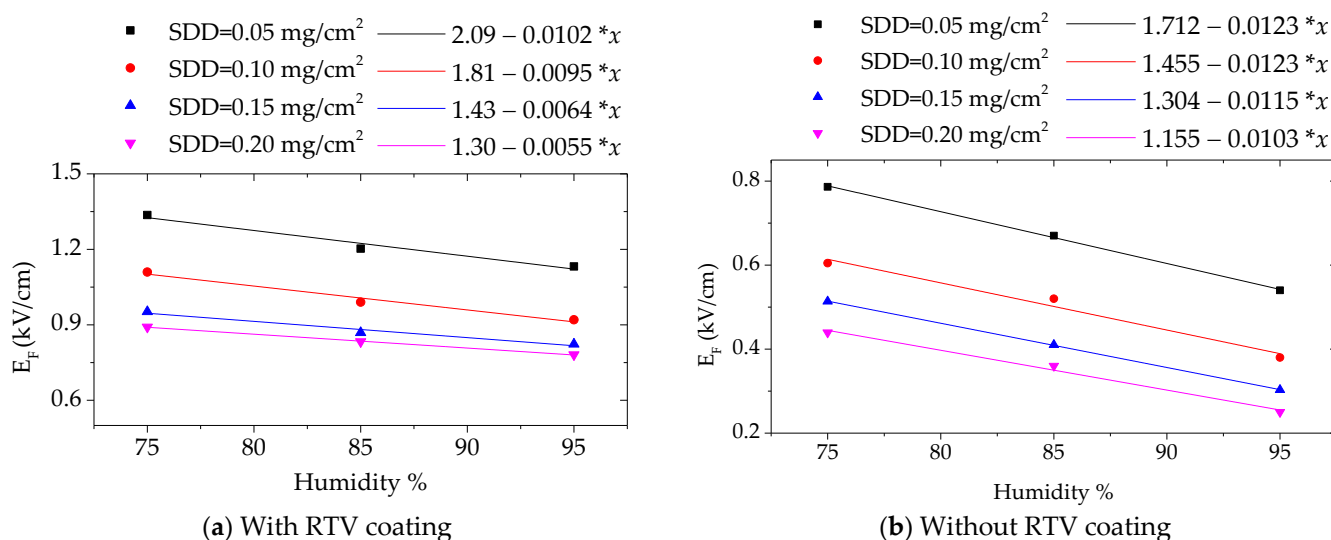 SDD=0.05 mg/cm² 2.09 – 0.0102 *x
SDD=0.10 mg/cm² 1.81 – 0.0095 *x
SDD=0.15 mg/cm² 1.43 – 0.0064 *x
SDD=0.20 mg/cm² 1.30 – 0.0055 *x
1.5
1.2
0.9
0.6
E_F (kV/cm)
75 80 85 90 95
Humidity %
(a) With RTV coating
SDD=0.05 mg/cm² 1.712 – 0.0123 *x
SDD=0.10 mg/cm² 1.455 – 0.0123 *x
SDD=0.15 mg/cm² 1.304 – 0.0115 *x
SDD=0.20 mg/cm² 1.155 – 0.0103 *x
0.8
0.6
0.4
0.2
E_F (kV/cm)
75 80 85 90 95
Humidity %
(b) Without RTV coating